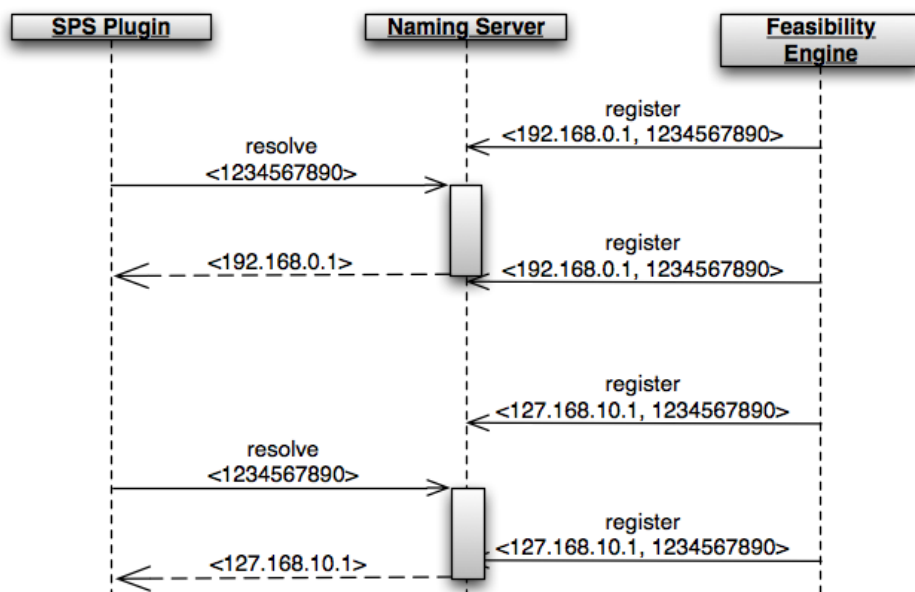 SPS Plugin
Naming Server
Feasibility
Engine
register
<192.168.0.1, 1234567890>
resolve
<1234567890>
register
<192.168.0.1>
<192.168.0.1, 1234567890>
register
<127.168.10.1, 1234567890>
resolve
<1234567890>
register
<127.168.10.1, 1234567890>
<127.168.10.1>